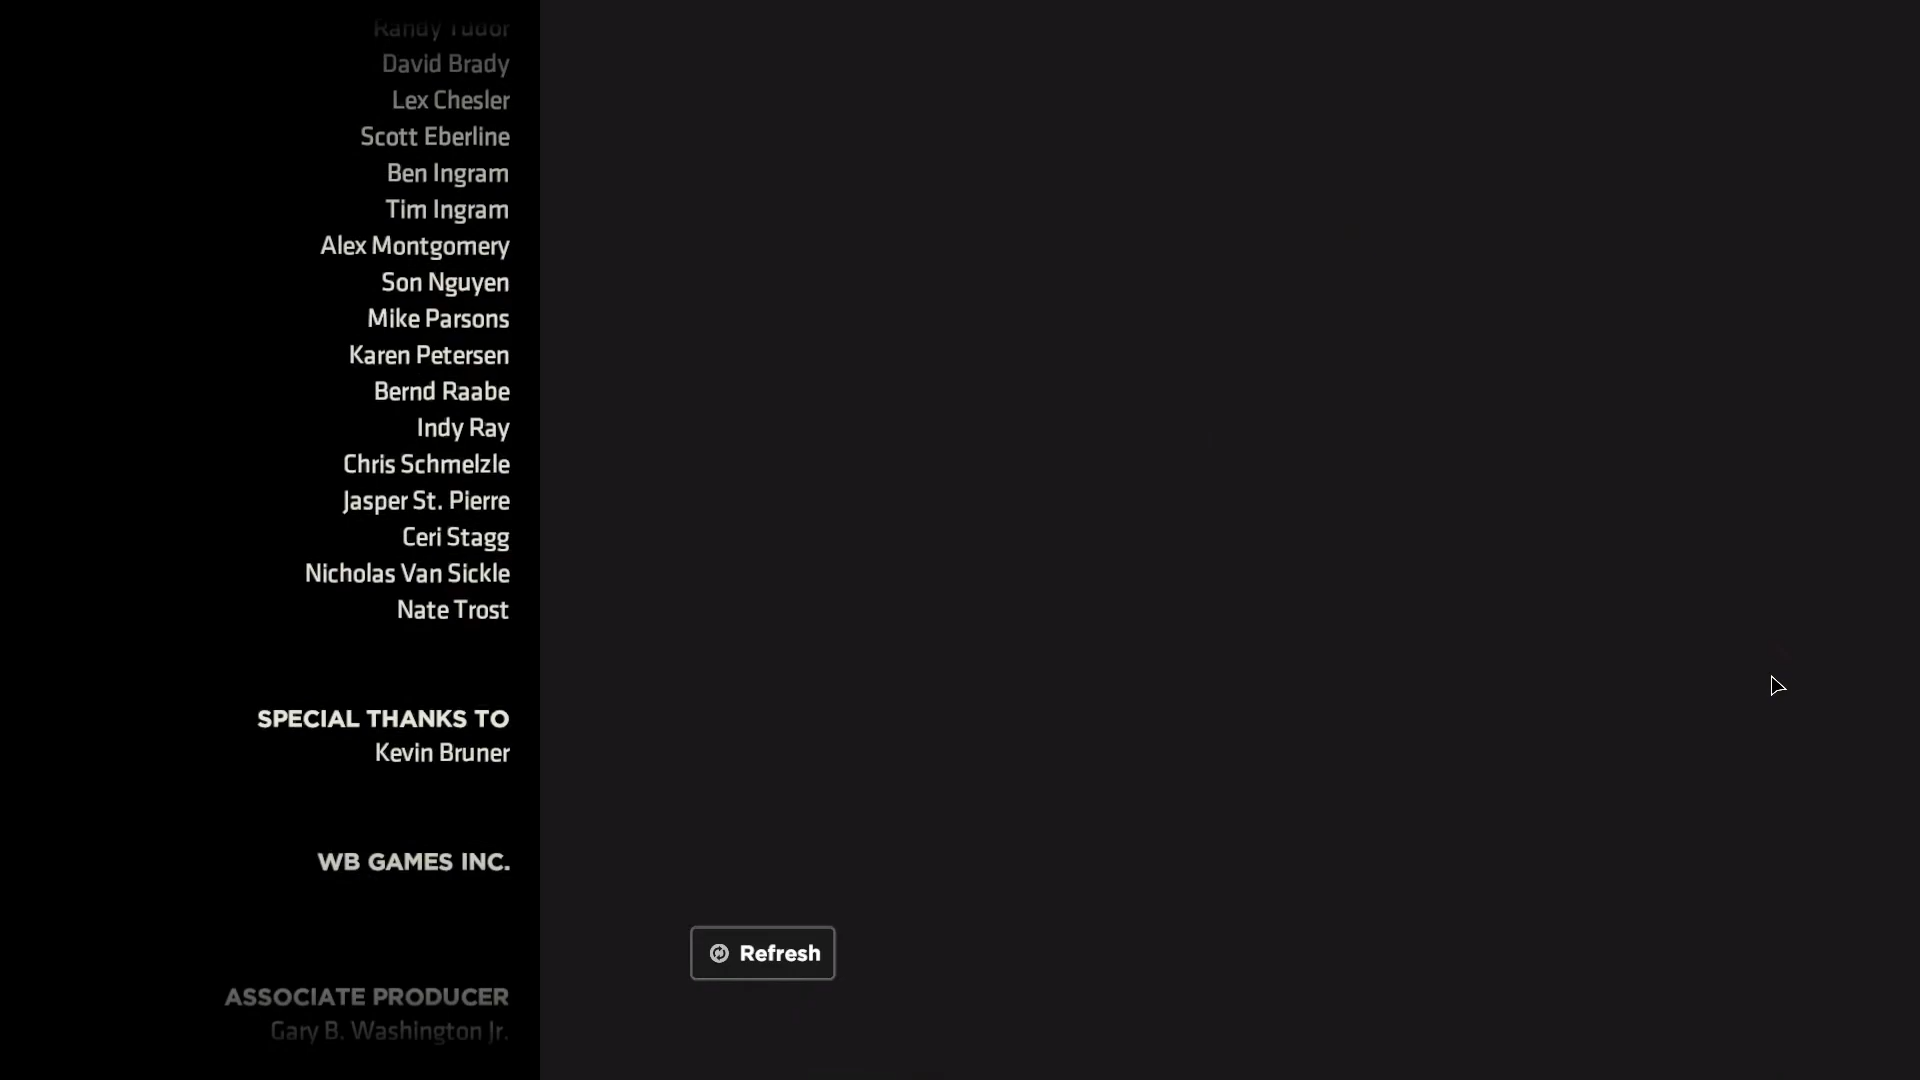 Randy Tudor
David Brady
Lex Chesler
Scott Eberline
Ben Ingram
Tim Ingram
Alex Montgomery
Son Nguyen
Mike Parsons
Karen Petersen
Bernd Raabe
Indy Ray
Chris Schmelzle
Jasper St. Pierre
Ceri Stagg
Nicholas Van Sickle
Nate Trost
SPECIAL THANKS TO
Kevin Bruner
WB GAMES INC.
Refresh
ASSOCIATE PRODUCER
Gary B. Washington Jr.